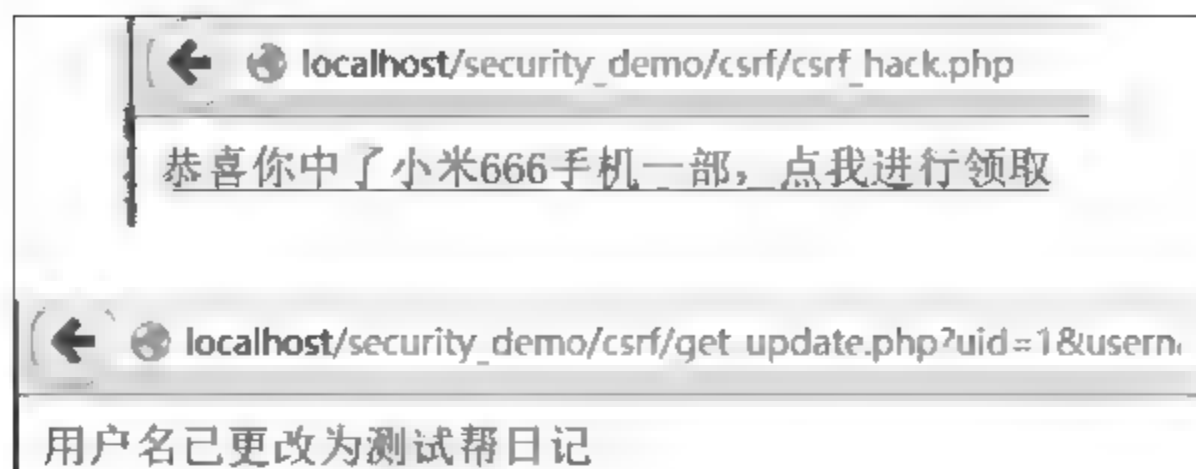 localhost/security_demo/csrf/csrf_hack.php
恭喜你中了小米666手机一部，点我进行领取
localhost/security_demo/csrf/get_update.php?uid=1&usern
用户名已更改为测试帮日记